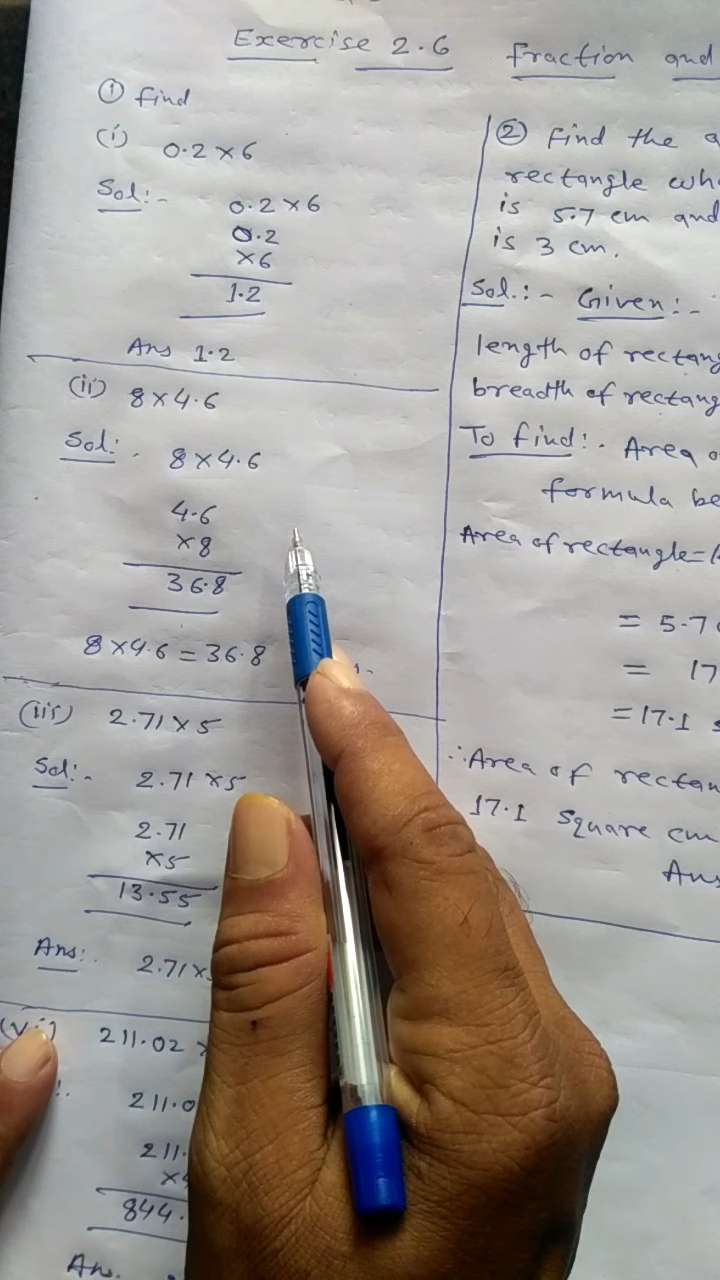 Exercise 2.6 fraction and
① find
(i) 0.2 × 6
Sol:- 0.2 × 6
0.2
×6
1.2
Ans 1.2
(ii) 8 × 4.6
Sol:. 8 × 4.6
4.6
×8
36.8
8 × 4.6 = 36.8
(iii) 2.71 × 5
Sol:- 2.71 × 5
2.71
×5
13.55
Ans:. 2.71 ×
(vi) 211.02
211.0
211.
×4
844.
An.
② Find the a
rectangle wh
is 5.7 cm and
is 3 cm.
Sol.:- Given:-
length of rectang
breadth of rectang
To find:. Area o
formula be
Area of rectangle =
= 5.7
= 17
= 17.1 s
∴ Area of rectan
17.1 square cm
Ans